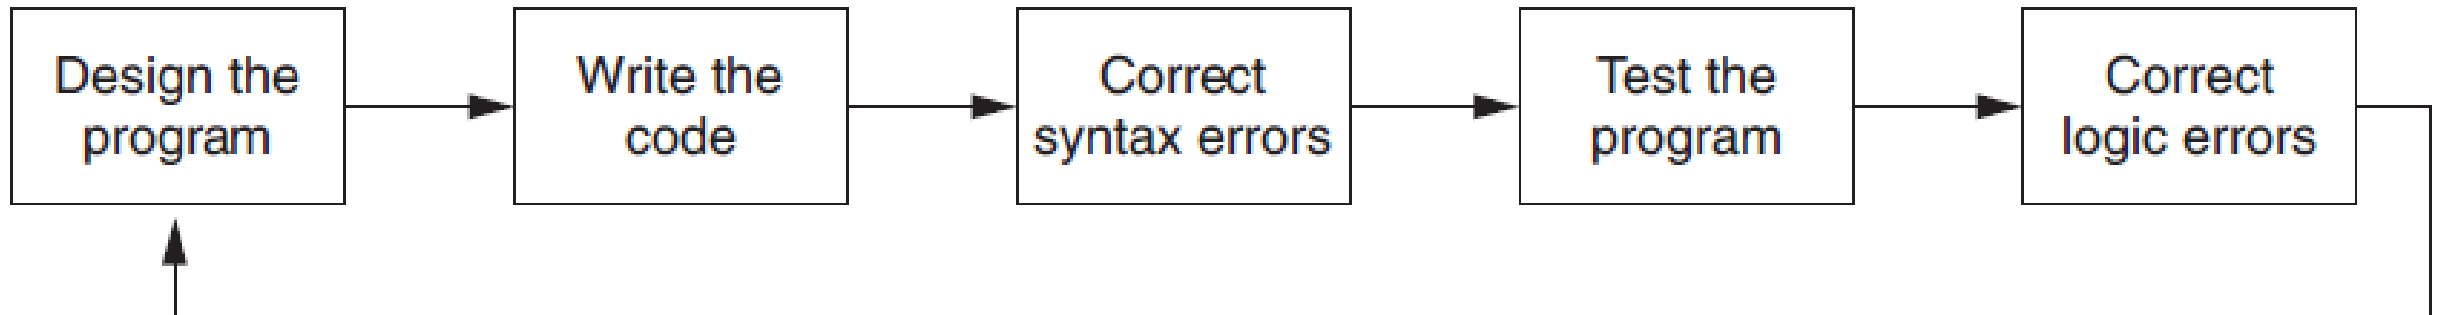 Design the
program
Write the
code
Correct
syntax errors
Test the
program
Correct
logic errors